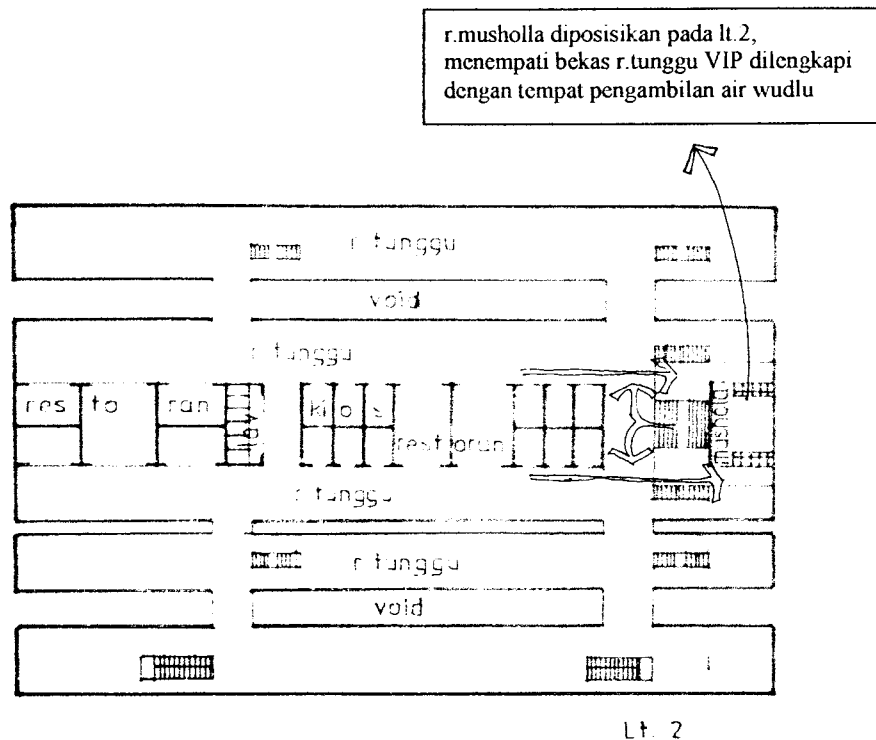 r.musholla diposisikan pada lt.2,
menempati bekas r.tunggu VIP dilengkapi
dengan tempat pengambilan air wudlu
r tunggu
void
r tunggu
res to ran
lav
kios
restoran
musholla
r tunggu
r tunggu
void
Lt. 2